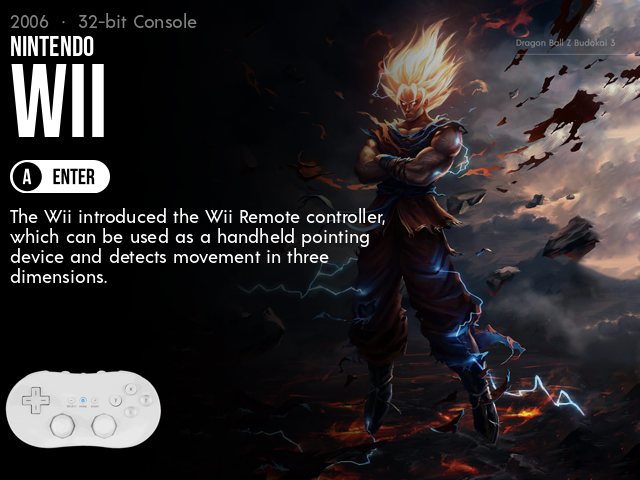 2006 · 32-bit Console
Dragon Ball Z Budokai 3
NINTENDO
WII
A ENTER
The Wii introduced the Wii Remote controller,
which can be used as a handheld pointing
device and detects movement in three
dimensions.